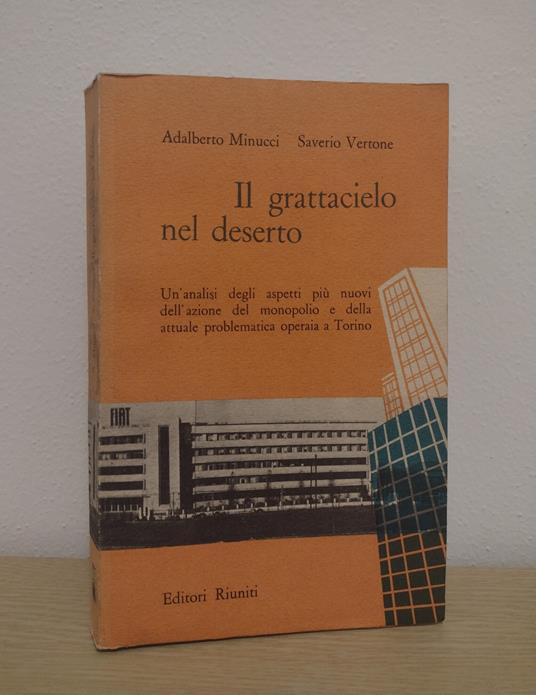 Adalberto Minucci Saverio Vertone
Il grattacielo
nel deserto
Un'analisi degli aspetti più nuovi
dell'azione del monopolio e della
attuale problematica operaia a Torino
FIAT
Editori Riuniti